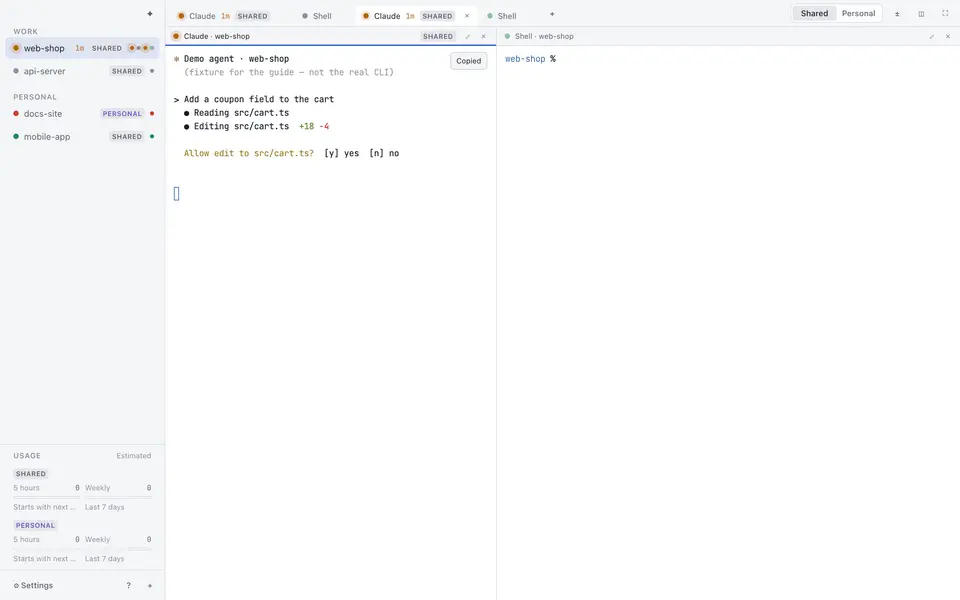 Claude 1m SHARED
Shell
Claude 1m SHARED ×
Shell
+
Shared Personal
WORK
web-shop 1m SHARED
api-server SHARED
PERSONAL
docs-site PERSONAL
mobile-app SHARED
Claude · web-shop SHARED ×
✻ Demo agent · web-shop
(fixture for the guide — not the real CLI)
Copied
> Add a coupon field to the cart
● Reading src/cart.ts
● Editing src/cart.ts +18 -4
Allow edit to src/cart.ts? [y] yes [n] no
Shell · web-shop ×
web-shop %
USAGE Estimated
SHARED
5 hours 0 Weekly 0
Starts with next … Last 7 days
PERSONAL
5 hours 0 Weekly 0
Starts with next … Last 7 days
Settings ? +